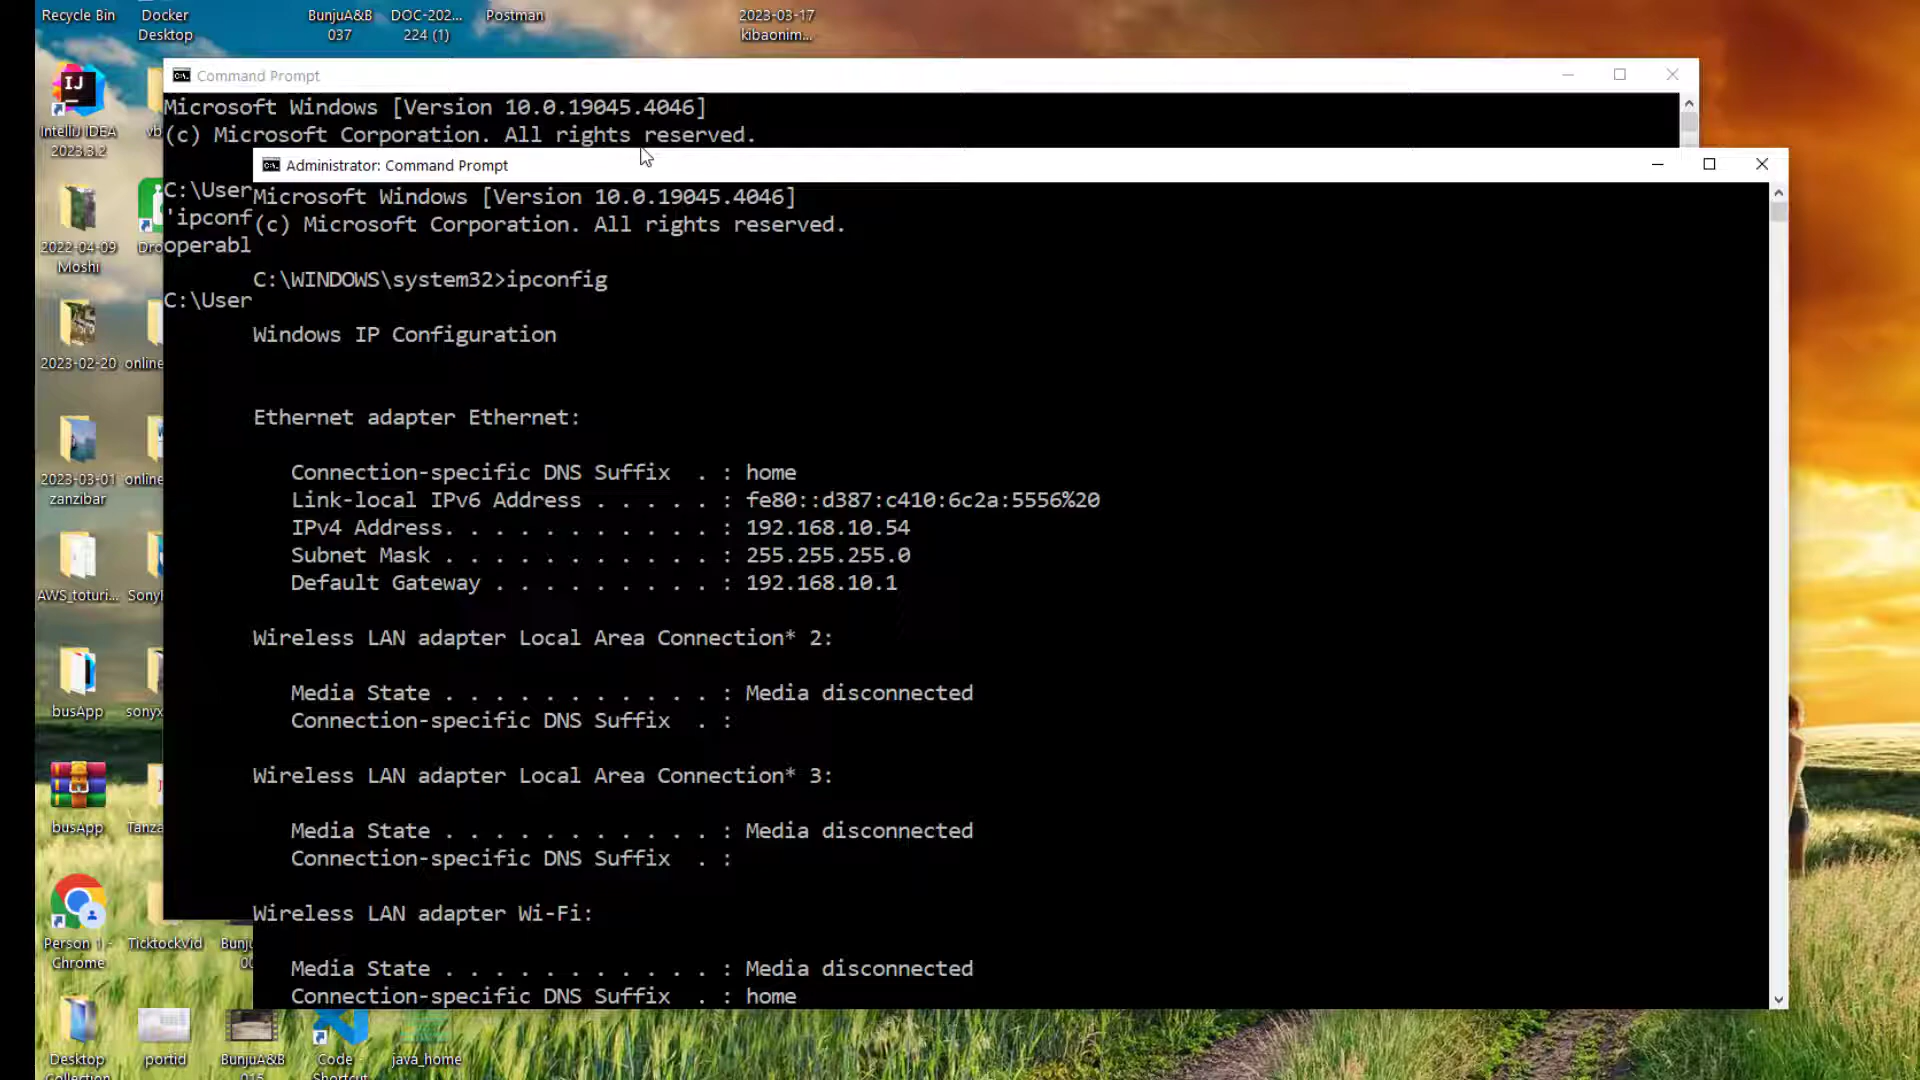 Recycle Bin
Docker
Desktop
BunjuA&B
037
DOC-202...
224 (1)
Postman
2023-03-17
kibaonim...
IntelliJ IDEA
2023.3.2
2022-04-09
Moshi
2023-02-20
online
2023-03-01
zanzibar
online
AWS_toturi...
busApp
busApp
Person 1 -
Chrome
TicktockVid
Desktop
portid
BunjuA&B
015
Code -
Shortcut
java_home
Command Prompt
Microsoft Windows [Version 10.0.19045.4046]
(c) Microsoft Corporation. All rights reserved.
C:\User
'ipconf
operabl
C:\User
Administrator: Command Prompt
Microsoft Windows [Version 10.0.19045.4046]
(c) Microsoft Corporation. All rights reserved.
C:\WINDOWS\system32>ipconfig
Windows IP Configuration
Ethernet adapter Ethernet:
Connection-specific DNS Suffix . : home
Link-local IPv6 Address . . . . . : fe80::d387:c410:6c2a:5556%20
IPv4 Address. . . . . . . . . . . : 192.168.10.54
Subnet Mask . . . . . . . . . . . : 255.255.255.0
Default Gateway . . . . . . . . . : 192.168.10.1
Wireless LAN adapter Local Area Connection* 2:
Media State . . . . . . . . . . . : Media disconnected
Connection-specific DNS Suffix . :
Wireless LAN adapter Local Area Connection* 3:
Media State . . . . . . . . . . . : Media disconnected
Connection-specific DNS Suffix . :
Wireless LAN adapter Wi-Fi:
Media State . . . . . . . . . . . : Media disconnected
Connection-specific DNS Suffix . : home